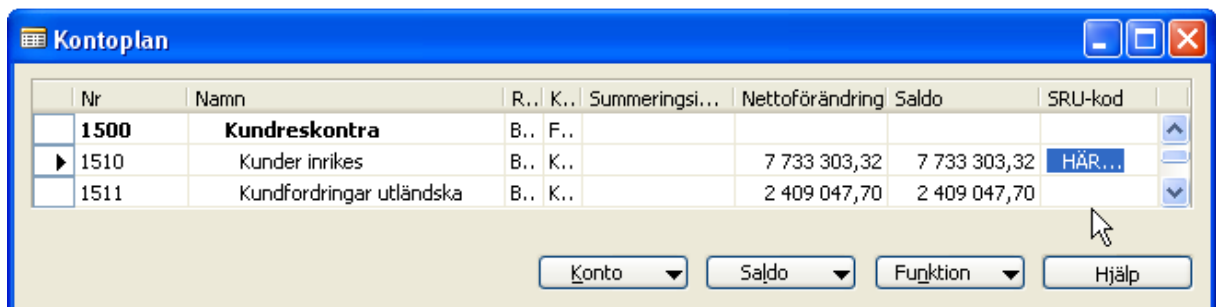 Kontoplan
Nr Namn R.. K.. Summeringsi... Nettoförändring Saldo SRU-kod
1500 Kundreskontra B.. F..
1510 Kunder inrikes B.. K.. 7 733 303,32 7 733 303,32 HÄR...
1511 Kundfordringar utländska B.. K.. 2 409 047,70 2 409 047,70
Konto Saldo Funktion Hjälp